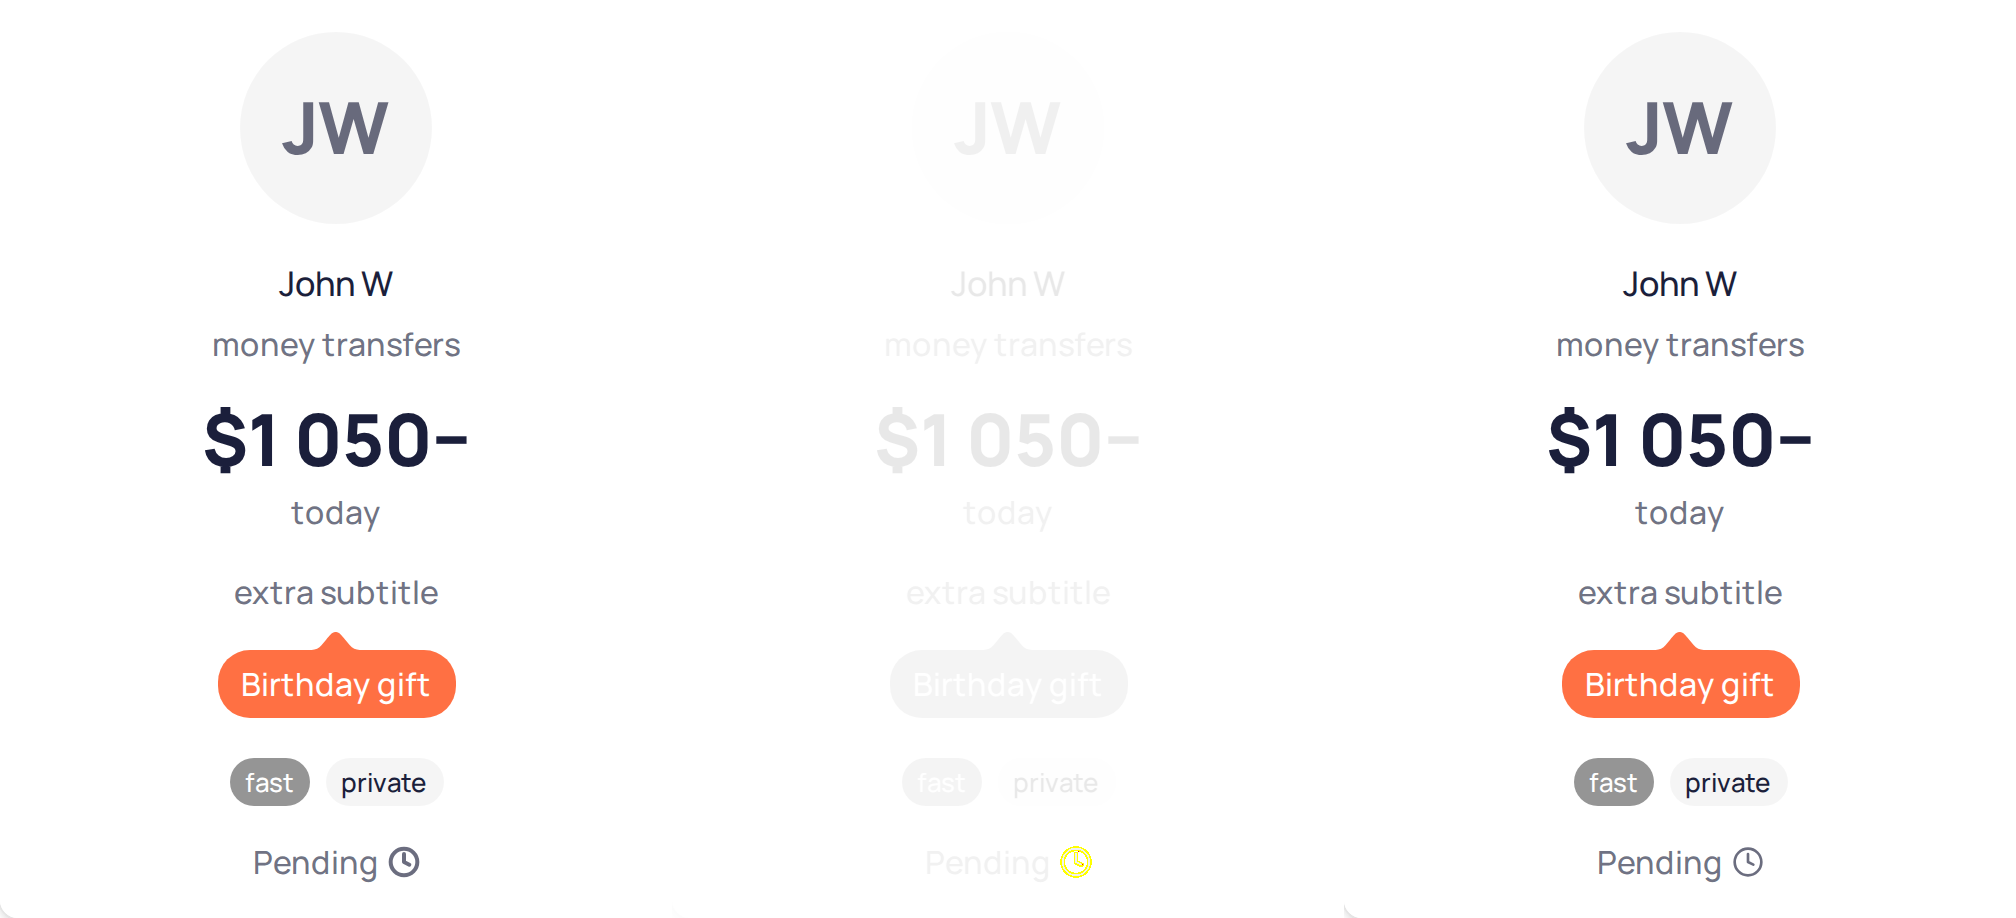 JW
John W
money transfers
$1 050–
today
extra subtitle
Birthday gift
fast private
Pending
JW
John W
money transfers
$1 050–
today
extra subtitle
Birthday gift
fast private
Pending
JW
John W
money transfers
$1 050–
today
extra subtitle
Birthday gift
fast private
Pending